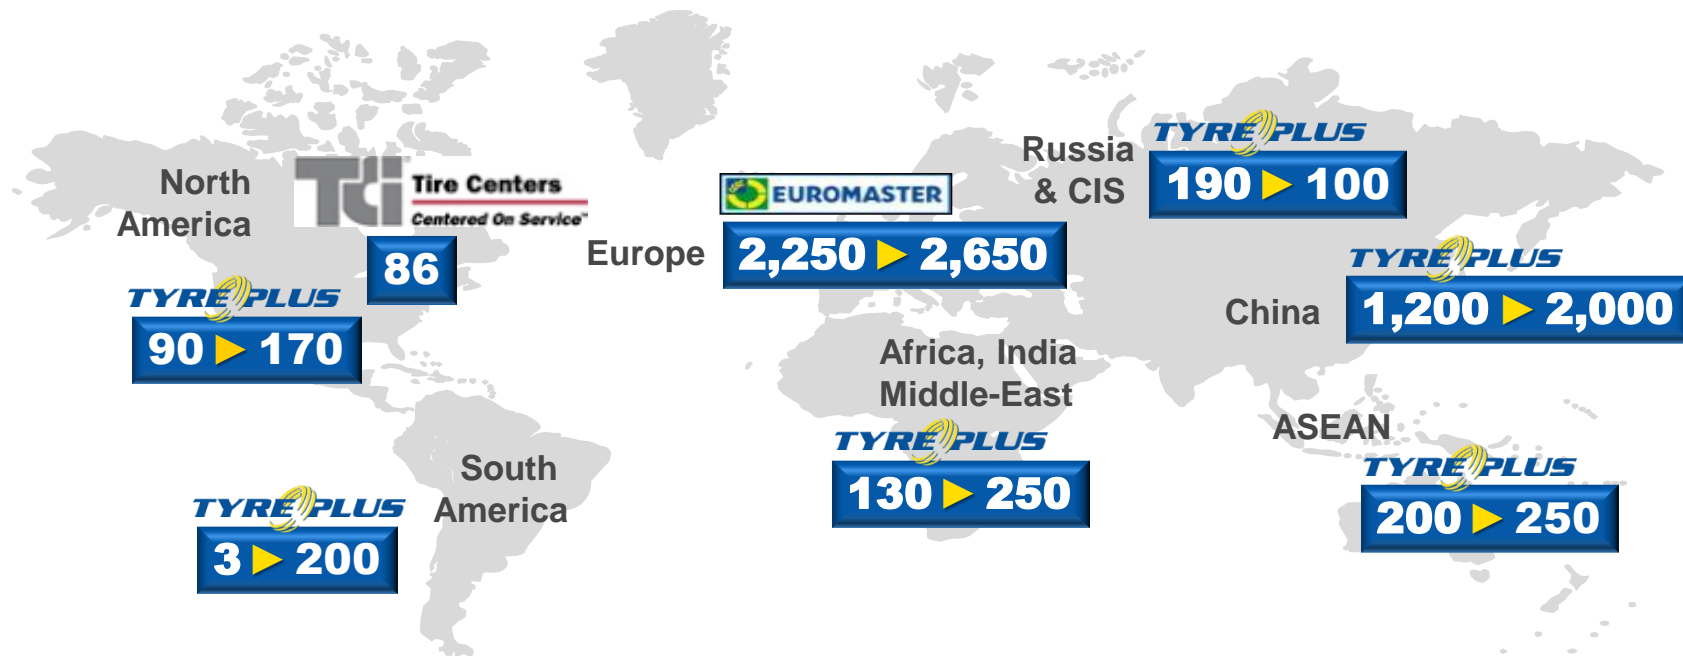 North
America
TCi
Tire Centers
Centered On Service™
86
TYREPLUS
90 ▶ 170
South
America
TYREPLUS
3 ▶ 200
EUROMASTER
Europe
2,250 ▶ 2,650
Africa, India
Middle-East
TYREPLUS
130 ▶ 250
Russia
& CIS
TYREPLUS
190 ▶ 100
China
TYREPLUS
1,200 ▶ 2,000
ASEAN
TYREPLUS
200 ▶ 250